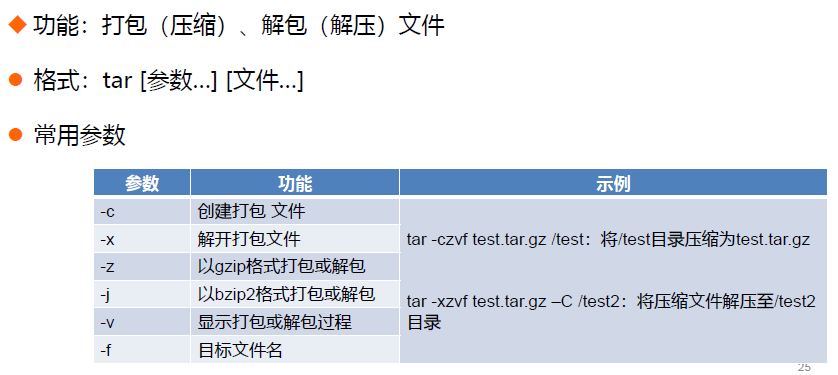 功能：打包（压缩）、解包（解压）文件
格式：tar [参数...] [文件...]
常用参数
参数 功能 示例
-c 创建打包 文件
-x 解开打包文件
-z 以gzip格式打包或解包
-j 以bzip2格式打包或解包
-v 显示打包或解包过程
-f 目标文件名
tar -czvf test.tar.gz /test：将/test目录压缩为test.tar.gz
tar -xzvf test.tar.gz –C /test2：将压缩文件解压至/test2
目录
25